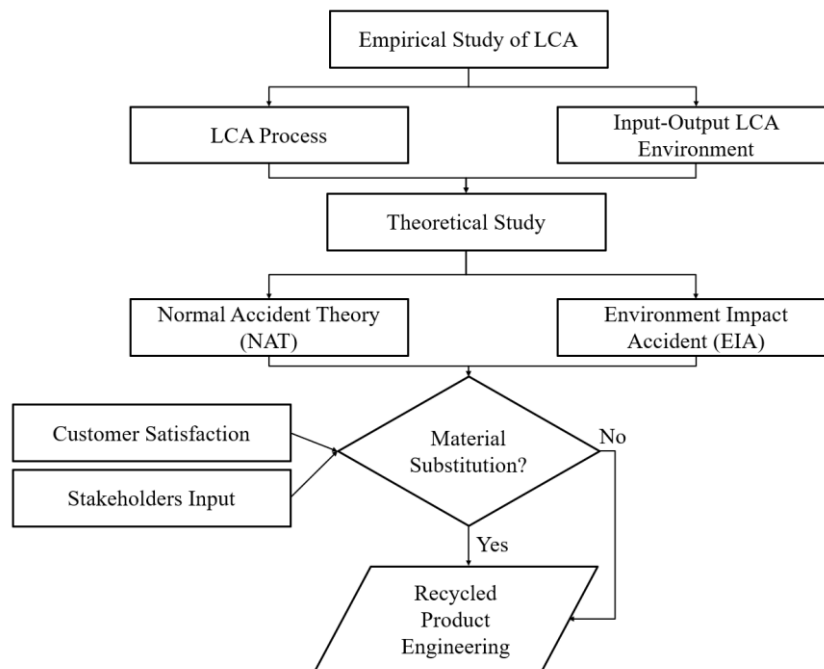 Empirical Study of LCA
LCA Process
Input-Output LCA
Environment
Theoretical Study
Normal Accident Theory
(NAT)
Environment Impact
Accident (EIA)
Customer Satisfaction
Stakeholders Input
Material
Substitution?
No
Yes
Recycled
Product
Engineering